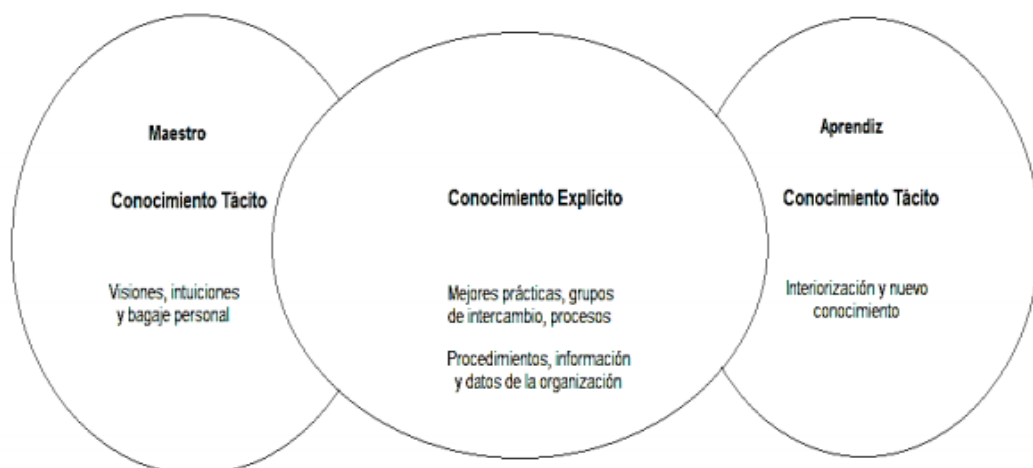 Maestro
Conocimiento Tácito
Visiones, intuiciones
y bagaje personal
Conocimiento Explícito
Mejores prácticas, grupos
de intercambio, procesos
Procedimientos, información
y datos de la organización
Aprendiz
Conocimiento Tácito
Interiorización y nuevo
conocimiento